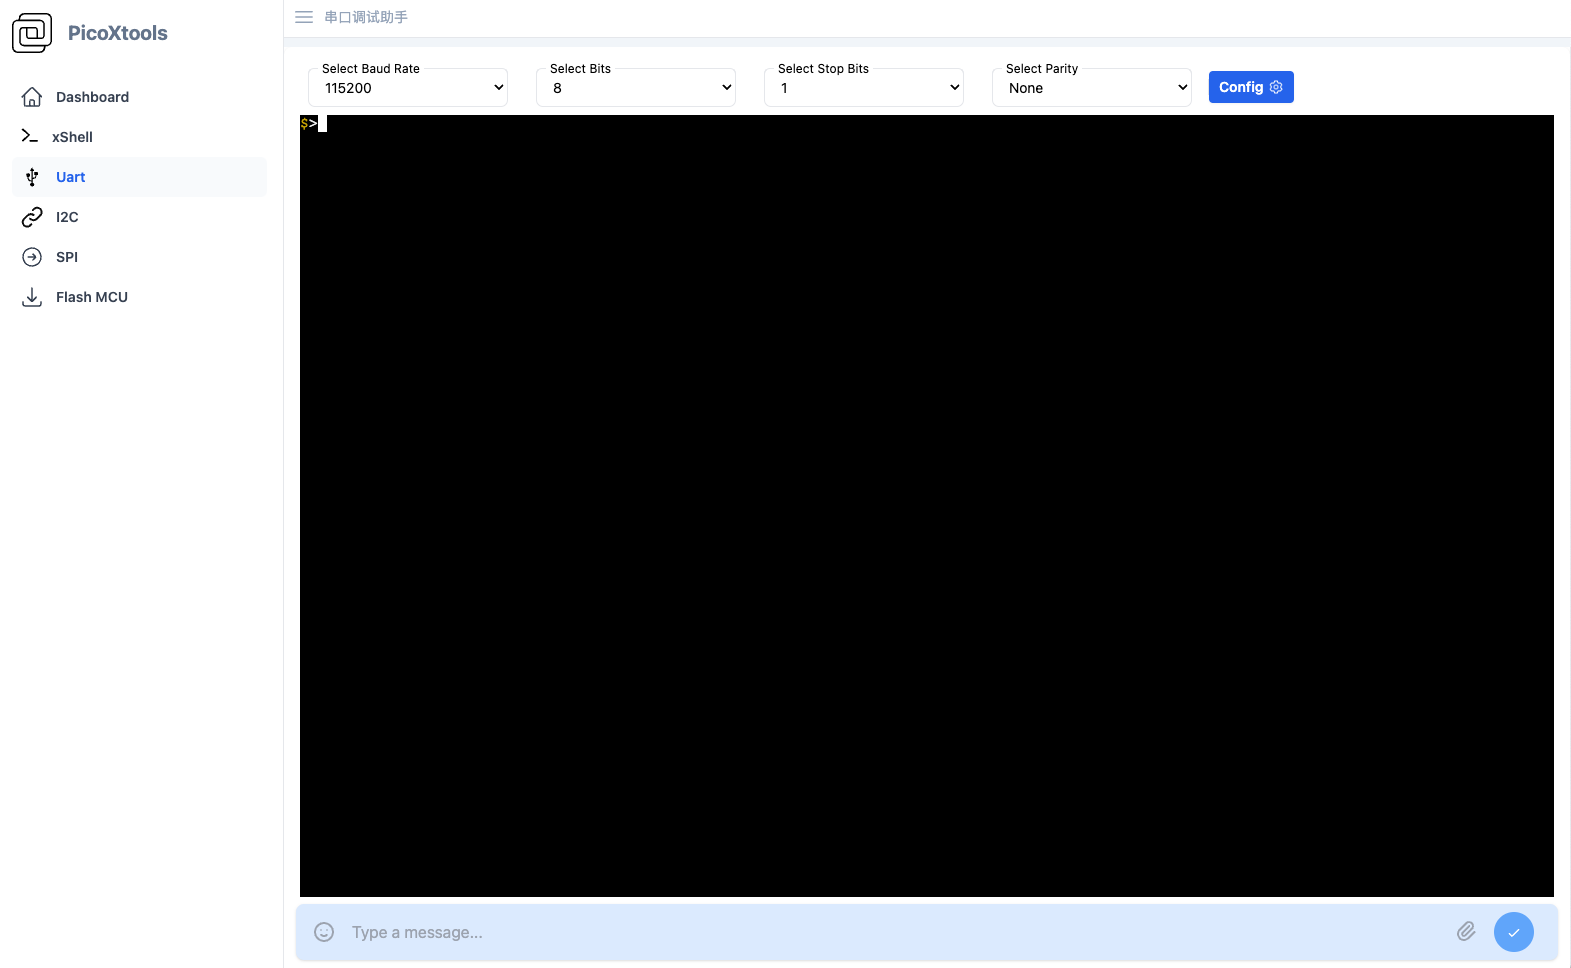 PicoXtools
Dashboard
xShell
Uart
I2C
SPI
Flash MCU
串口调试助手
Select Baud Rate
115200
Select Bits
8
Select Stop Bits
1
Select Parity
None
Config
$>
Type a message...